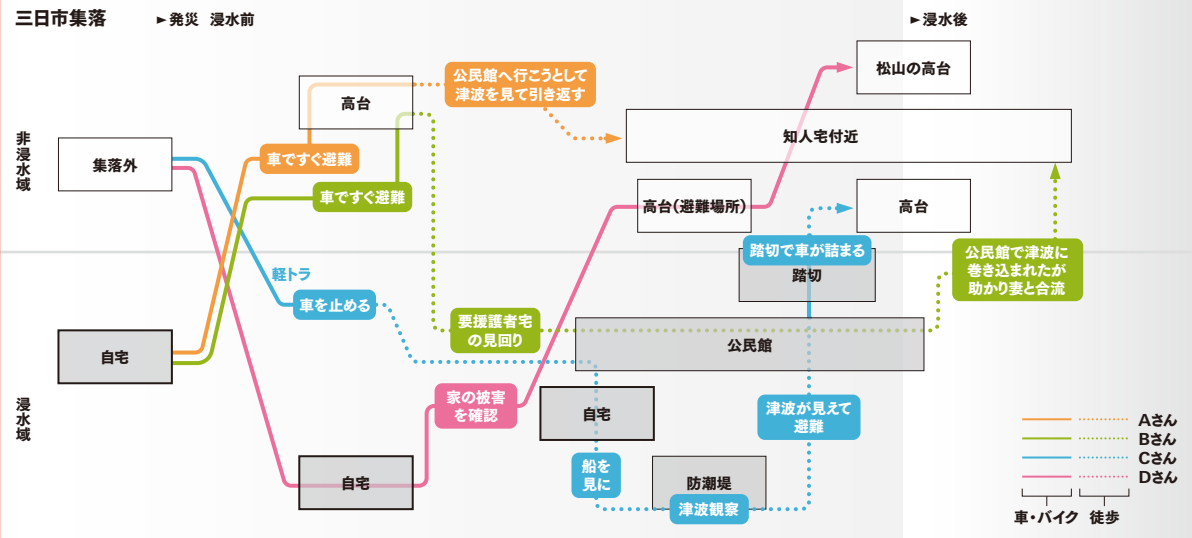 三日市集落
►発災 浸水前
►浸水後
非浸水域
浸水域
集落外
高台
公民館へ行こうとして
津波を見て引き返す
松山の高台
知人宅付近
車ですぐ避難
車ですぐ避難
高台(避難場所)
高台
踏切で車が詰まる
踏切
公民館で津波に
巻き込まれたが
助かり妻と合流
軽トラ
車を止める
要援護者宅
の見回り
公民館
自宅
家の被害
を確認
自宅
津波が見えて
避難
自宅
船を
見に
防潮堤
津波観察
Aさん
Bさん
Cさん
Dさん
車・バイク 徒歩